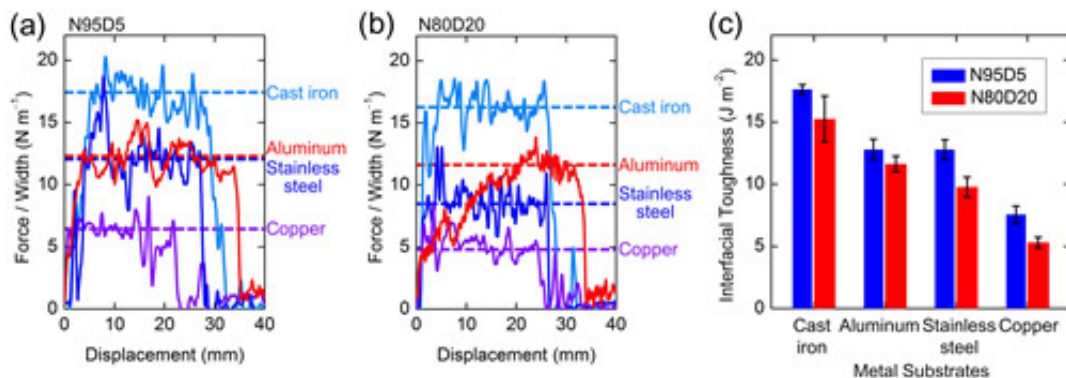 (a) N95D5
20
15
10
5
0
Force / Width (N m⁻¹)
Cast iron
Aluminum
Stainless
steel
Copper
0 10 20 30 40
Displacement (mm)
(b) N80D20
20
15
10
5
0
Force / Width (N m⁻¹)
Cast iron
Aluminum
Stainless
steel
Copper
0 10 20 30 40
Displacement (mm)
(c)
N95D5
N80D20
20
15
10
5
0
Interfacial Toughness (J m⁻²)
Cast Aluminum Stainless Copper
iron steel
Metal Substrates